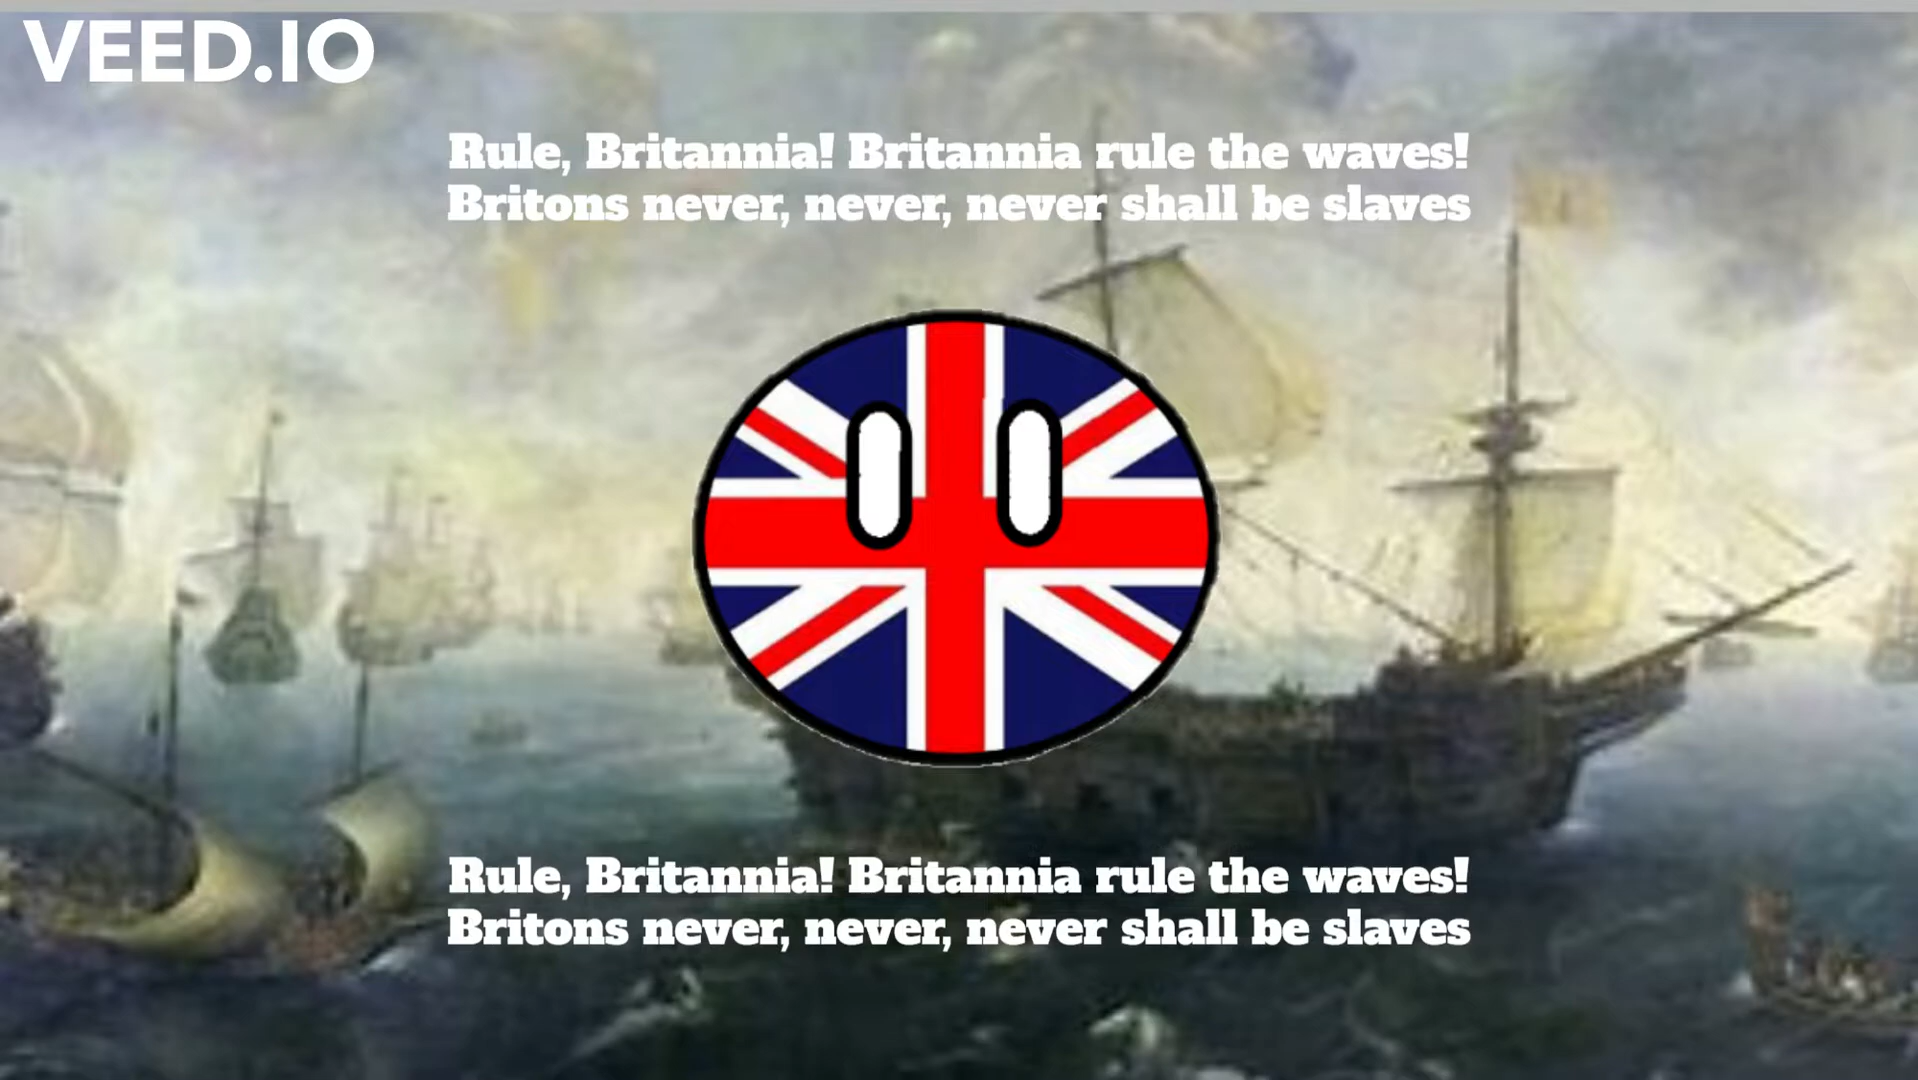 VEED.IO
Rule, Britannia! Britannia rule the waves!
Britons never, never, never shall be slaves
Rule, Britannia! Britannia rule the waves!
Britons never, never, never shall be slaves